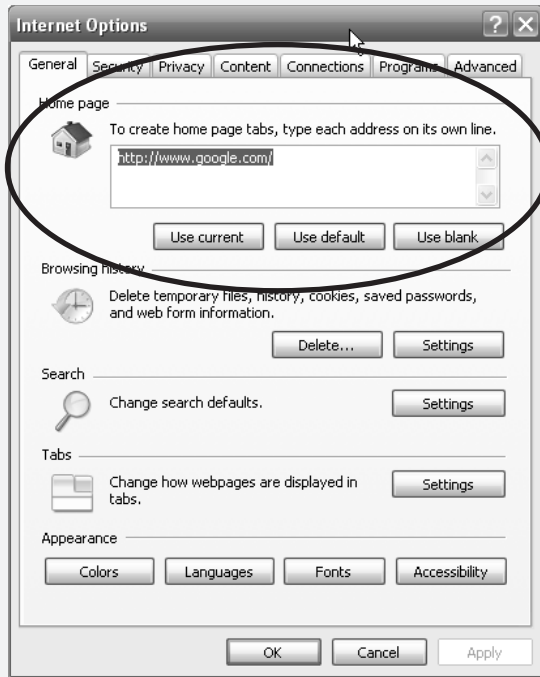 Internet Options
General Security Privacy Content Connections Programs Advanced
Home page
To create home page tabs, type each address on its own line.
http://www.google.com/
Use current Use default Use blank
Browsing history
Delete temporary files, history, cookies, saved passwords,
and web form information.
Delete... Settings
Search
Change search defaults. Settings
Tabs
Change how webpages are displayed in
tabs.
Settings
Appearance
Colors Languages Fonts Accessibility
OK Cancel Apply